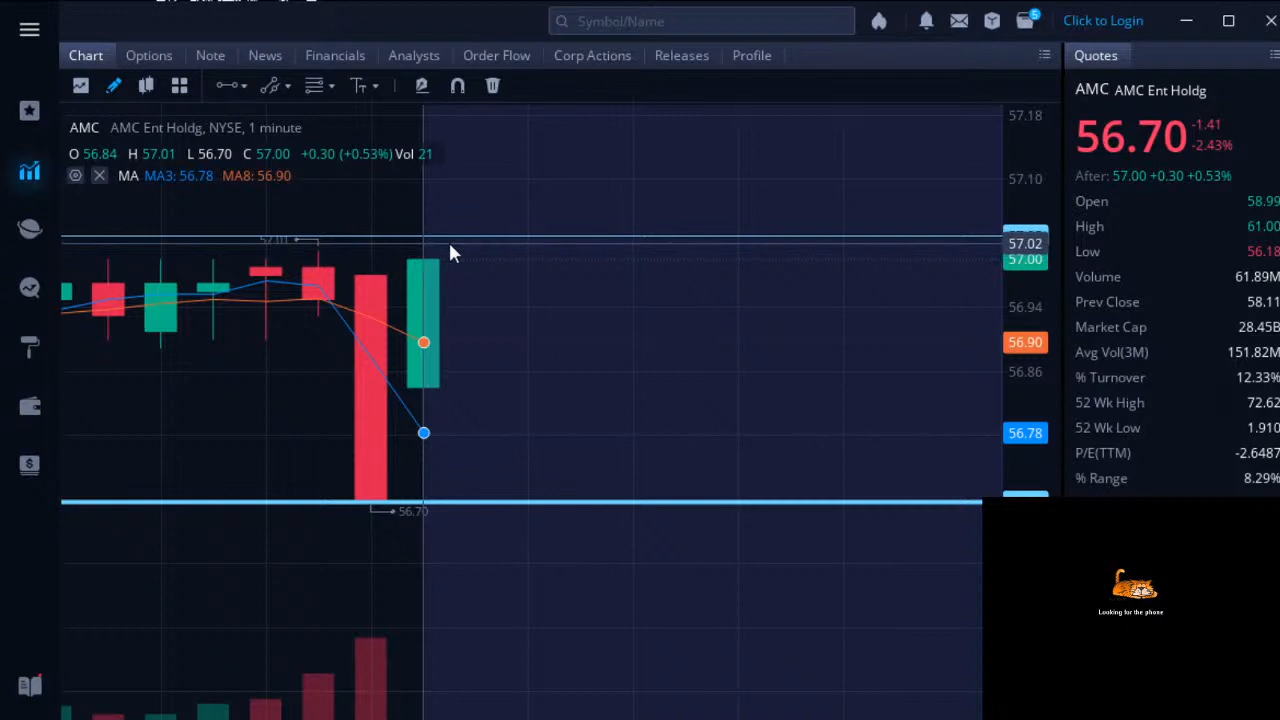 Symbol/Name
5
Click to Login
Chart Options Note News Financials Analysts Order Flow Corp Actions Releases Profile
Quotes
AMC AMC Ent Holdg
56.70 -1.41
-2.43%
After: 57.00 +0.30 +0.53%
Open 58.99
High 61.00
Low 56.18
Volume 61.89M
Prev Close 58.11
Market Cap 28.45B
Avg Vol(3M) 151.82M
% Turnover 12.33%
52 Wk High 72.62
52 Wk Low 1.910
P/E(TTM) -2.6487
% Range 8.29%
AMC AMC Ent Holdg, NYSE, 1 minute
O 56.84 H 57.01 L 56.70 C 57.00 +0.30 (+0.53%) Vol 21
MA MA3: 56.78 MA8: 56.90
57.01
56.70
57.18
57.10
57.02
57.00
56.94
56.90
56.86
56.78
Looking for the phone